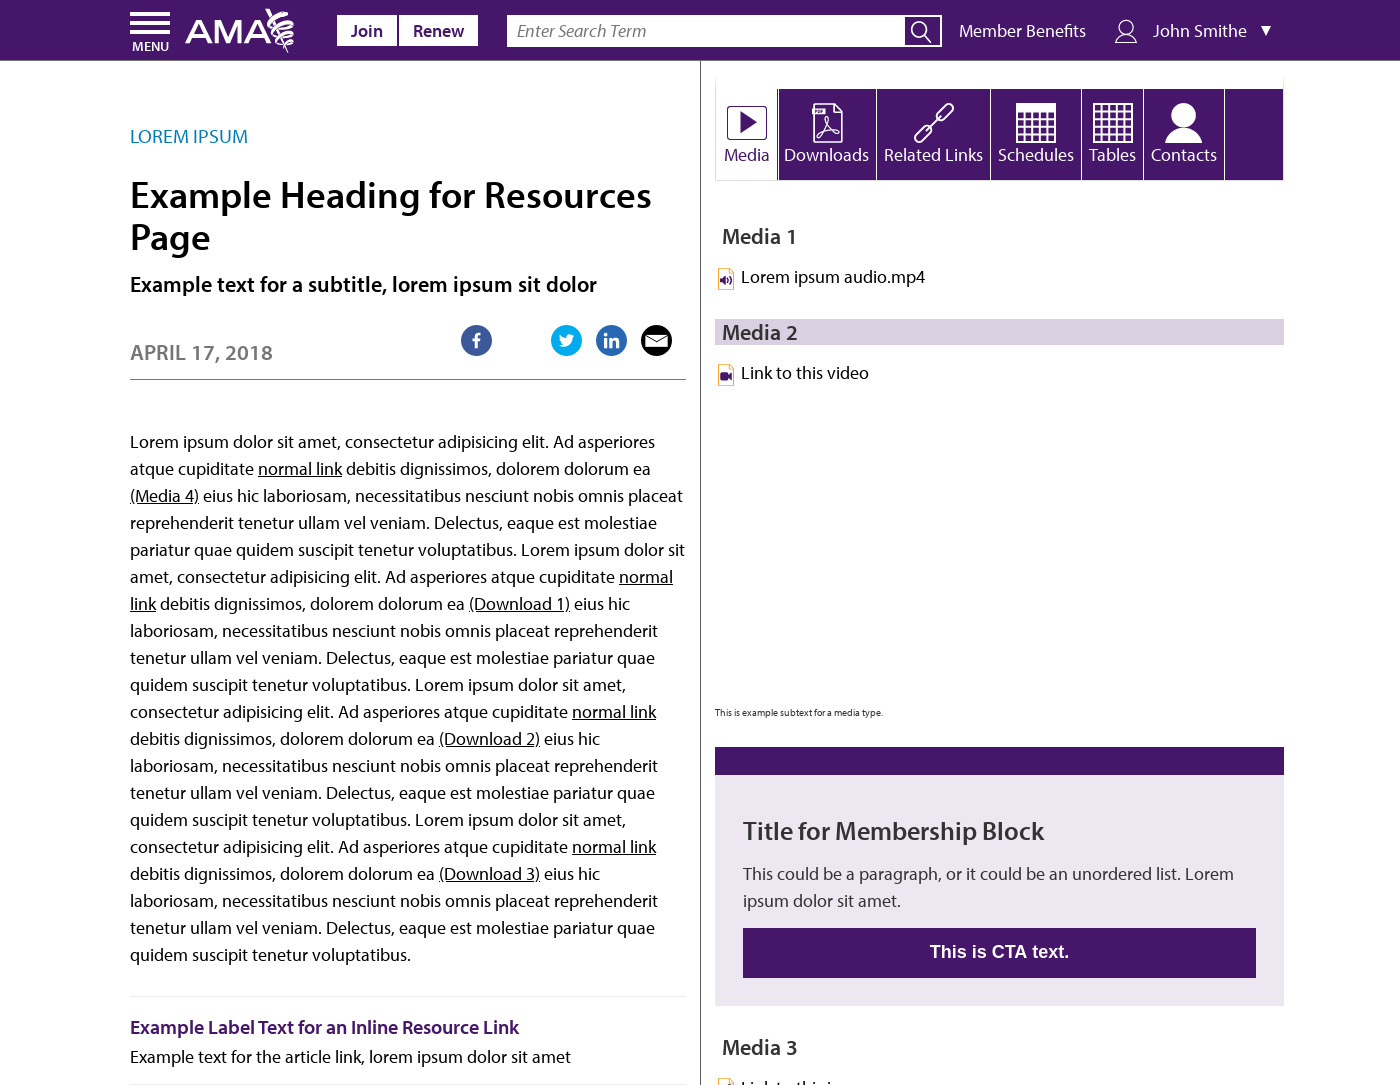 MENU
AMA
Join
Renew
Enter Search Term
Member Benefits
John Smithe ▼
LOREM IPSUM
Example Heading for Resources
Page
Example text for a subtitle, lorem ipsum sit dolor
APRIL 17, 2018
Lorem ipsum dolor sit amet, consectetur adipisicing elit. Ad asperiores
atque cupiditate normal link debitis dignissimos, dolorem dolorum ea
(Media 4) eius hic laboriosam, necessitatibus nesciunt nobis omnis placeat
reprehenderit tenetur ullam vel veniam. Delectus, eaque est molestiae
pariatur quae quidem suscipit tenetur voluptatibus. Lorem ipsum dolor sit
amet, consectetur adipisicing elit. Ad asperiores atque cupiditate normal
link debitis dignissimos, dolorem dolorum ea (Download 1) eius hic
laboriosam, necessitatibus nesciunt nobis omnis placeat reprehenderit
tenetur ullam vel veniam. Delectus, eaque est molestiae pariatur quae
quidem suscipit tenetur voluptatibus. Lorem ipsum dolor sit amet,
consectetur adipisicing elit. Ad asperiores atque cupiditate normal link
debitis dignissimos, dolorem dolorum ea (Download 2) eius hic
laboriosam, necessitatibus nesciunt nobis omnis placeat reprehenderit
tenetur ullam vel veniam. Delectus, eaque est molestiae pariatur quae
quidem suscipit tenetur voluptatibus. Lorem ipsum dolor sit amet,
consectetur adipisicing elit. Ad asperiores atque cupiditate normal link
debitis dignissimos, dolorem dolorum ea (Download 3) eius hic
laboriosam, necessitatibus nesciunt nobis omnis placeat reprehenderit
tenetur ullam vel veniam. Delectus, eaque est molestiae pariatur quae
quidem suscipit tenetur voluptatibus.
Example Label Text for an Inline Resource Link
Example text for the article link, lorem ipsum dolor sit amet
Media
PDF
Downloads
Related Links
Schedules
Tables
Contacts
Media 1
Lorem ipsum audio.mp4
Media 2
Link to this video
This is example subtext for a media type.
Title for Membership Block
This could be a paragraph, or it could be an unordered list. Lorem
ipsum dolor sit amet.
This is CTA text.
Media 3